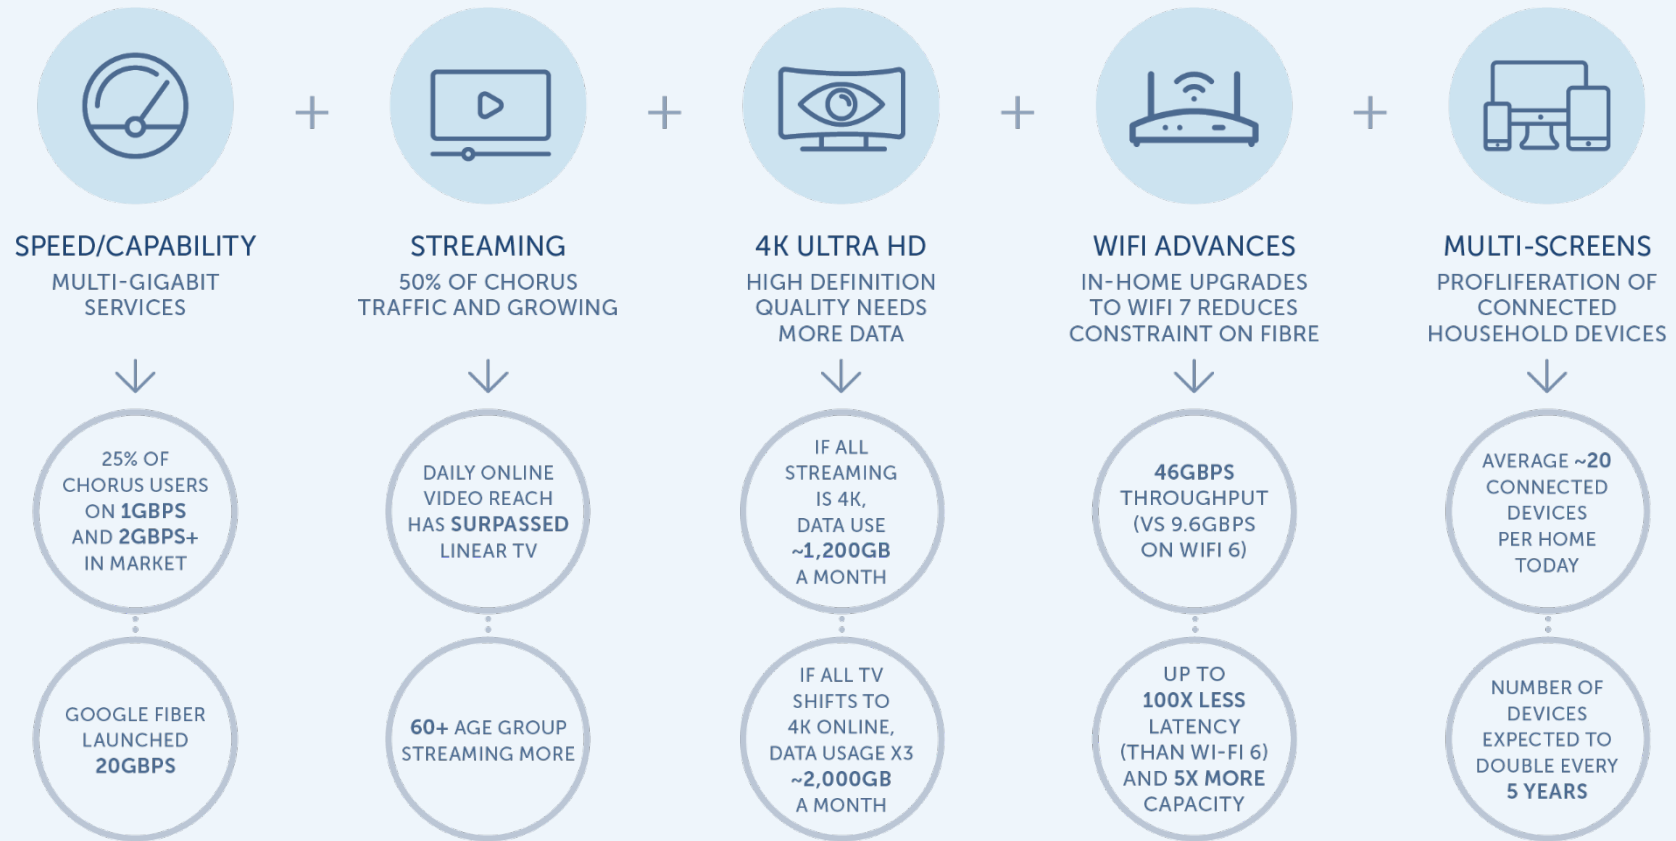 SPEED/CAPABILITY
MULTI-GIGABIT
SERVICES
25% OF
CHORUS USERS
ON 1GBPS
AND 2GBPS+
IN MARKET
GOOGLE FIBER
LAUNCHED
20GBPS
STREAMING
50% OF CHORUS
TRAFFIC AND GROWING
DAILY ONLINE
VIDEO REACH
HAS SURPASSED
LINEAR TV
60+ AGE GROUP
STREAMING MORE
4K ULTRA HD
HIGH DEFINITION
QUALITY NEEDS
MORE DATA
IF ALL
STREAMING
IS 4K,
DATA USE
~1,200GB
A MONTH
IF ALL TV
SHIFTS TO
4K ONLINE,
DATA USAGE X3
~2,000GB
A MONTH
WIFI ADVANCES
IN-HOME UPGRADES
TO WIFI 7 REDUCES
CONSTRAINT ON FIBRE
46GBPS
THROUGHPUT
(VS 9.6GBPS
ON WIFI 6)
UP TO
100X LESS
LATENCY
(THAN WI-FI 6)
AND 5X MORE
CAPACITY
MULTI-SCREENS
PROFLIFERATION OF
CONNECTED
HOUSEHOLD DEVICES
AVERAGE ~20
CONNECTED
DEVICES
PER HOME
TODAY
NUMBER OF
DEVICES
EXPECTED TO
DOUBLE EVERY
5 YEARS